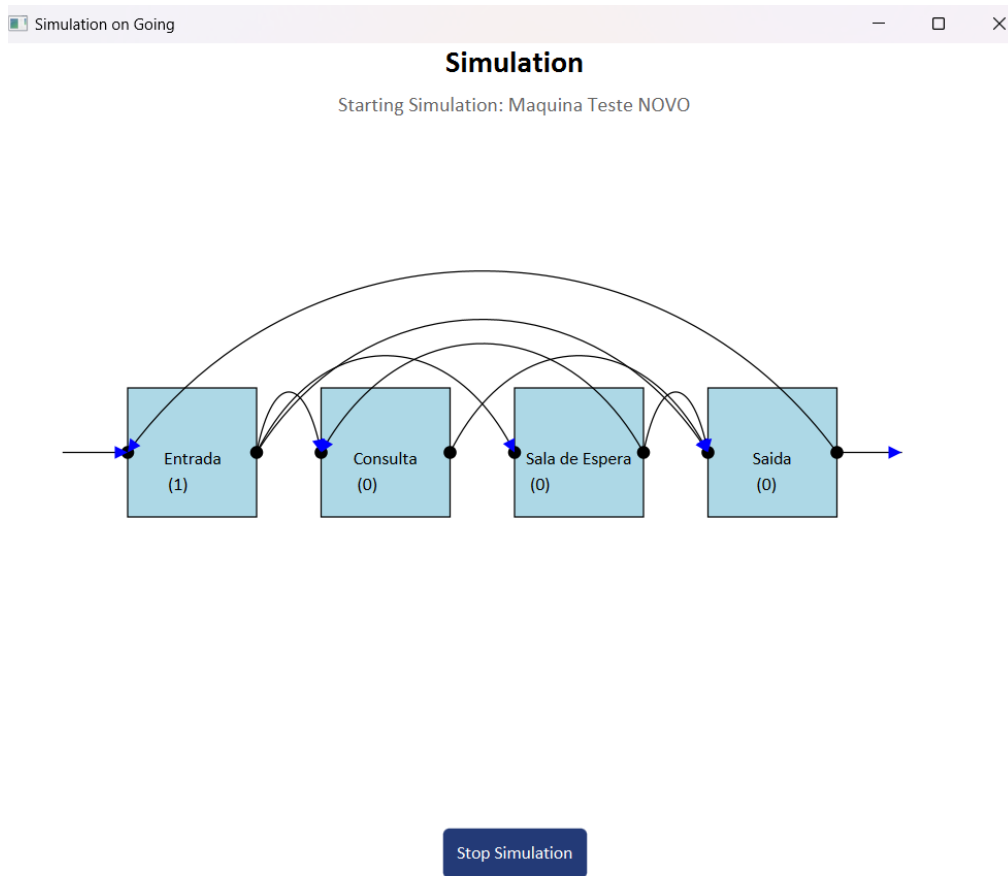 Simulation on Going
Simulation
Starting Simulation: Maquina Teste NOVO
Entrada
(1)
Consulta
(0)
Sala de Espera
(0)
Saida
(0)
Stop Simulation